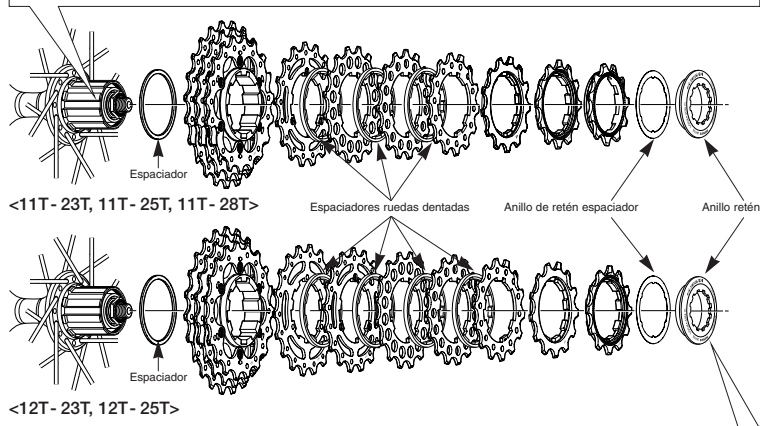 Espaciador
<11T - 23T, 11T - 25T, 11T - 28T>
Espaciadores ruedas dentadas
Anillo de retén espaciador
Anillo retén
Espaciador
<12T - 23T, 12T - 25T>